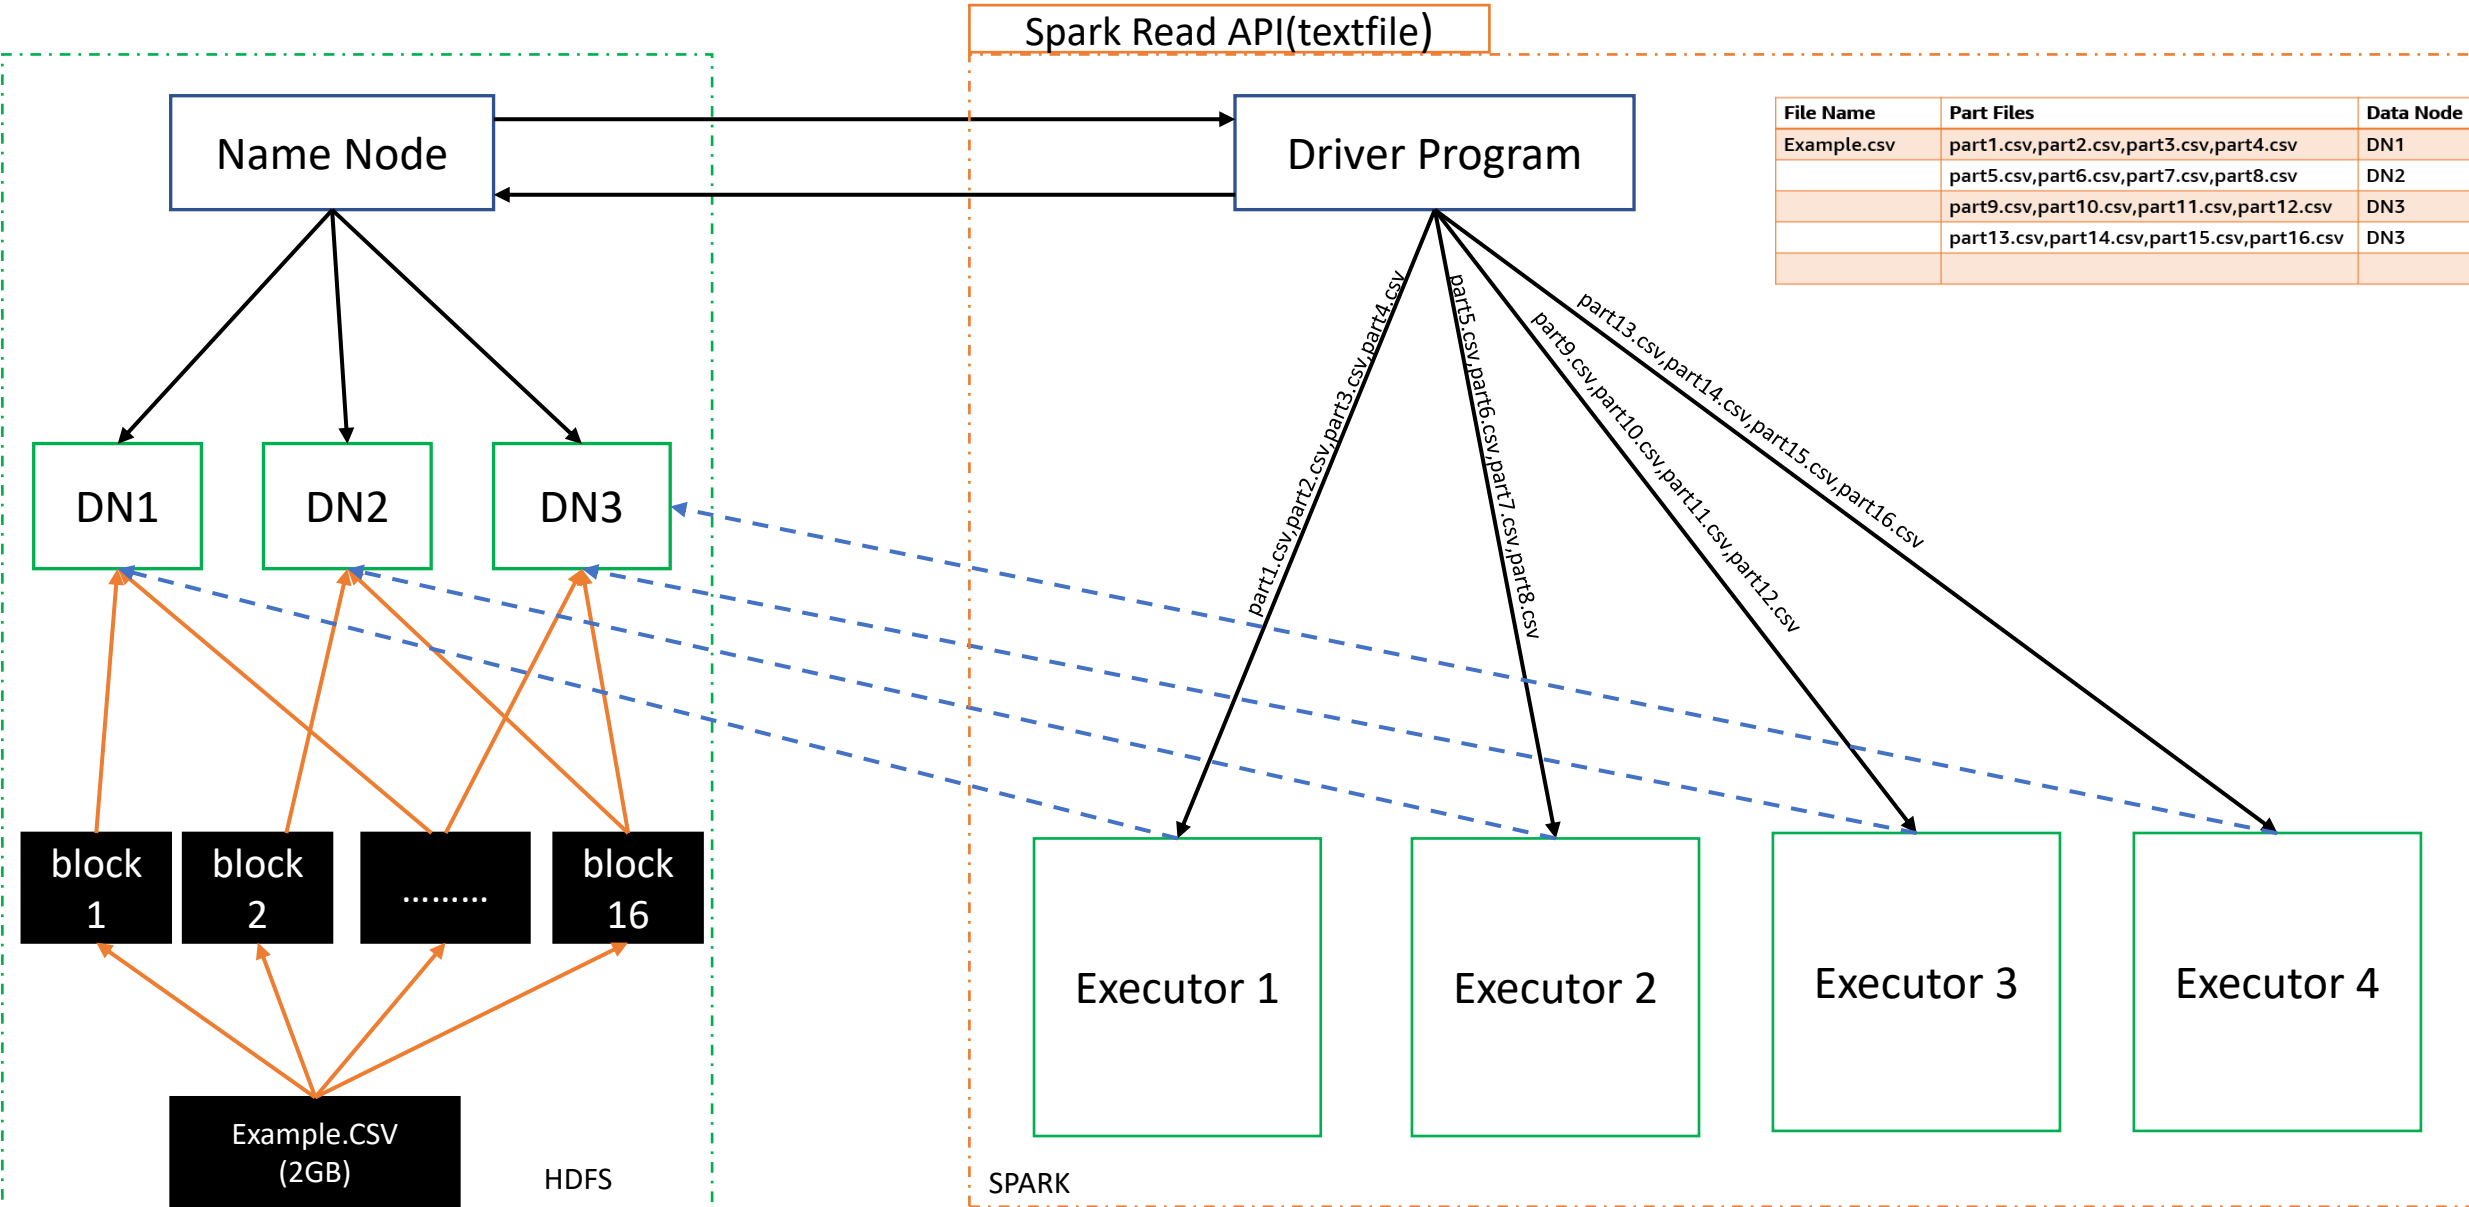 Spark Read API(textfile)
Name Node
Driver Program
File Name Part Files Data Node
Example.csv part1.csv,part2.csv,part3.csv,part4.csv DN1
part5.csv,part6.csv,part7.csv,part8.csv DN2
part9.csv,part10.csv,part11.csv,part12.csv DN3
part13.csv,part14.csv,part15.csv,part16.csv DN3
part1.csv,part2.csv,part3.csv,part4.csv
part5.csv,part6.csv,part7.csv,part8.csv
part9.csv,part10.csv,part11.csv,part12.csv
part13.csv,part14.csv,part15.csv,part16.csv
DN1
DN2
DN3
block
1
block
2
.........
block
16
Executor 1
Executor 2
Executor 3
Executor 4
Example.CSV
(2GB)
HDFS
SPARK